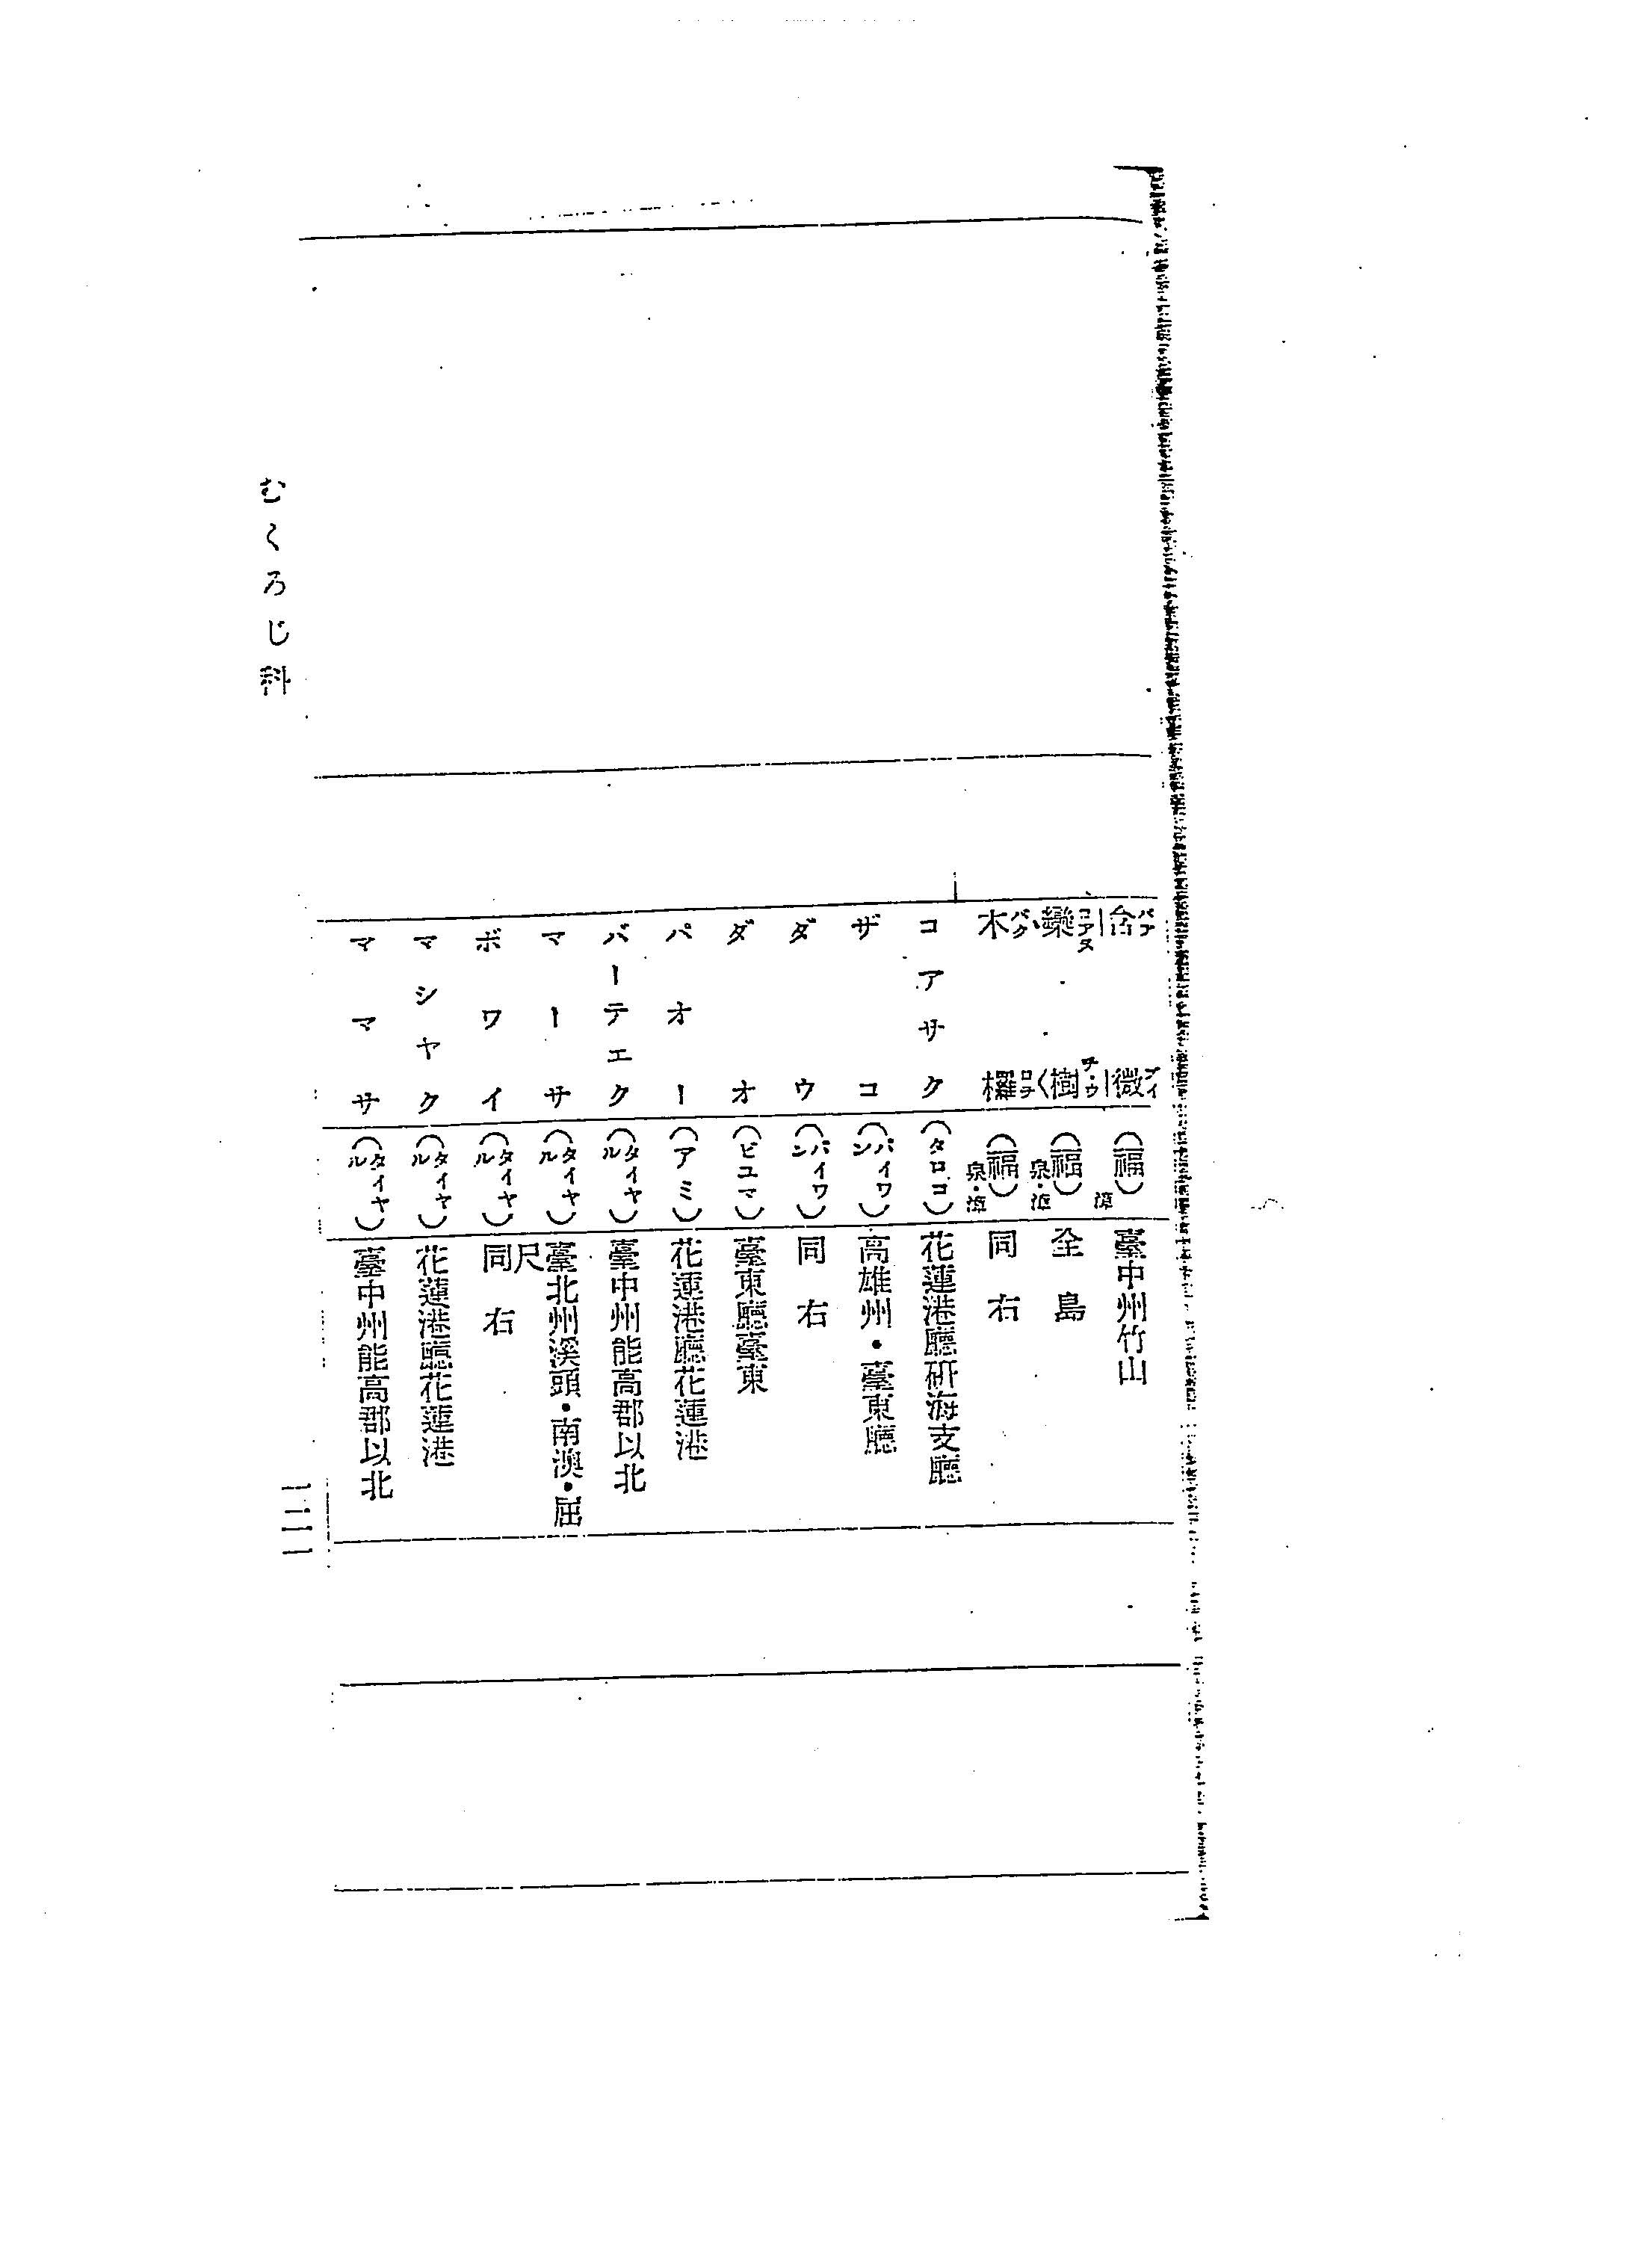 舍微 (福)漳 臺中州竹山
欒樹 (福)泉・漳 全島
木欏 (福)泉・漳 同右
コアサク (タロコ) 花蓮港廳研海支廳
ザコ (パイワン) 高雄州・臺東廳
ダウ (パイワン) 同右
ダオ (ピユマ) 臺東廳臺東
パオー (アミ) 花蓮港廳花蓮港
バーテエク (タイヤル) 臺中州能高郡以北
マーサ (タイヤル) 臺北州溪頭・南澳・屈
尺
ボワイ (タイヤル) 同右
マシヤク (タイヤル) 花蓮港廳花蓮港
ママサ (タイヤル) 臺中州能高郡以北
むくろじ科